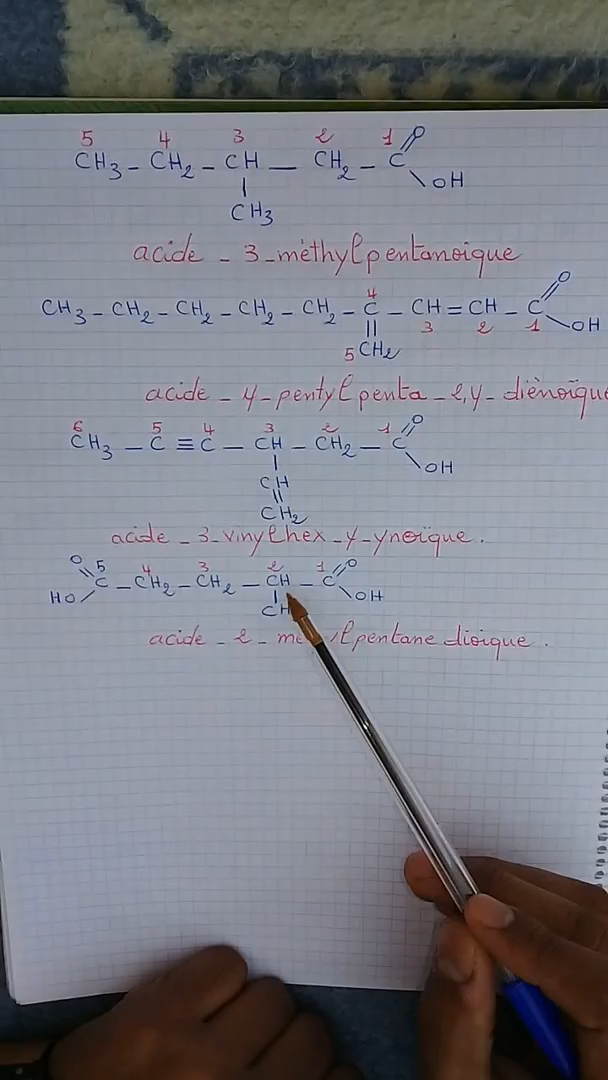 5 4 3 2 1 O
CH3 - CH2 - CH — CH2 - C
OH
CH3
acide - 3 - méthylpentanoïque
4 O
CH3 - CH2 - CH2 - CH2 - CH2 - C - CH = CH - C
3 2 1 OH
5 CH2
acide - 4 - pentylpenta - 2,4 - diènoïque
6 5 4 3 2 1 O
CH3 - C ≡ C - CH - CH2 - C
OH
CH
CH2
acide - 3 - vinylhex - 4 - ynoïque.
O 5 4 3 2 1 O
C - CH2 - CH2 - CH - C
HO OH
acide - 2 - pentane dioïque.